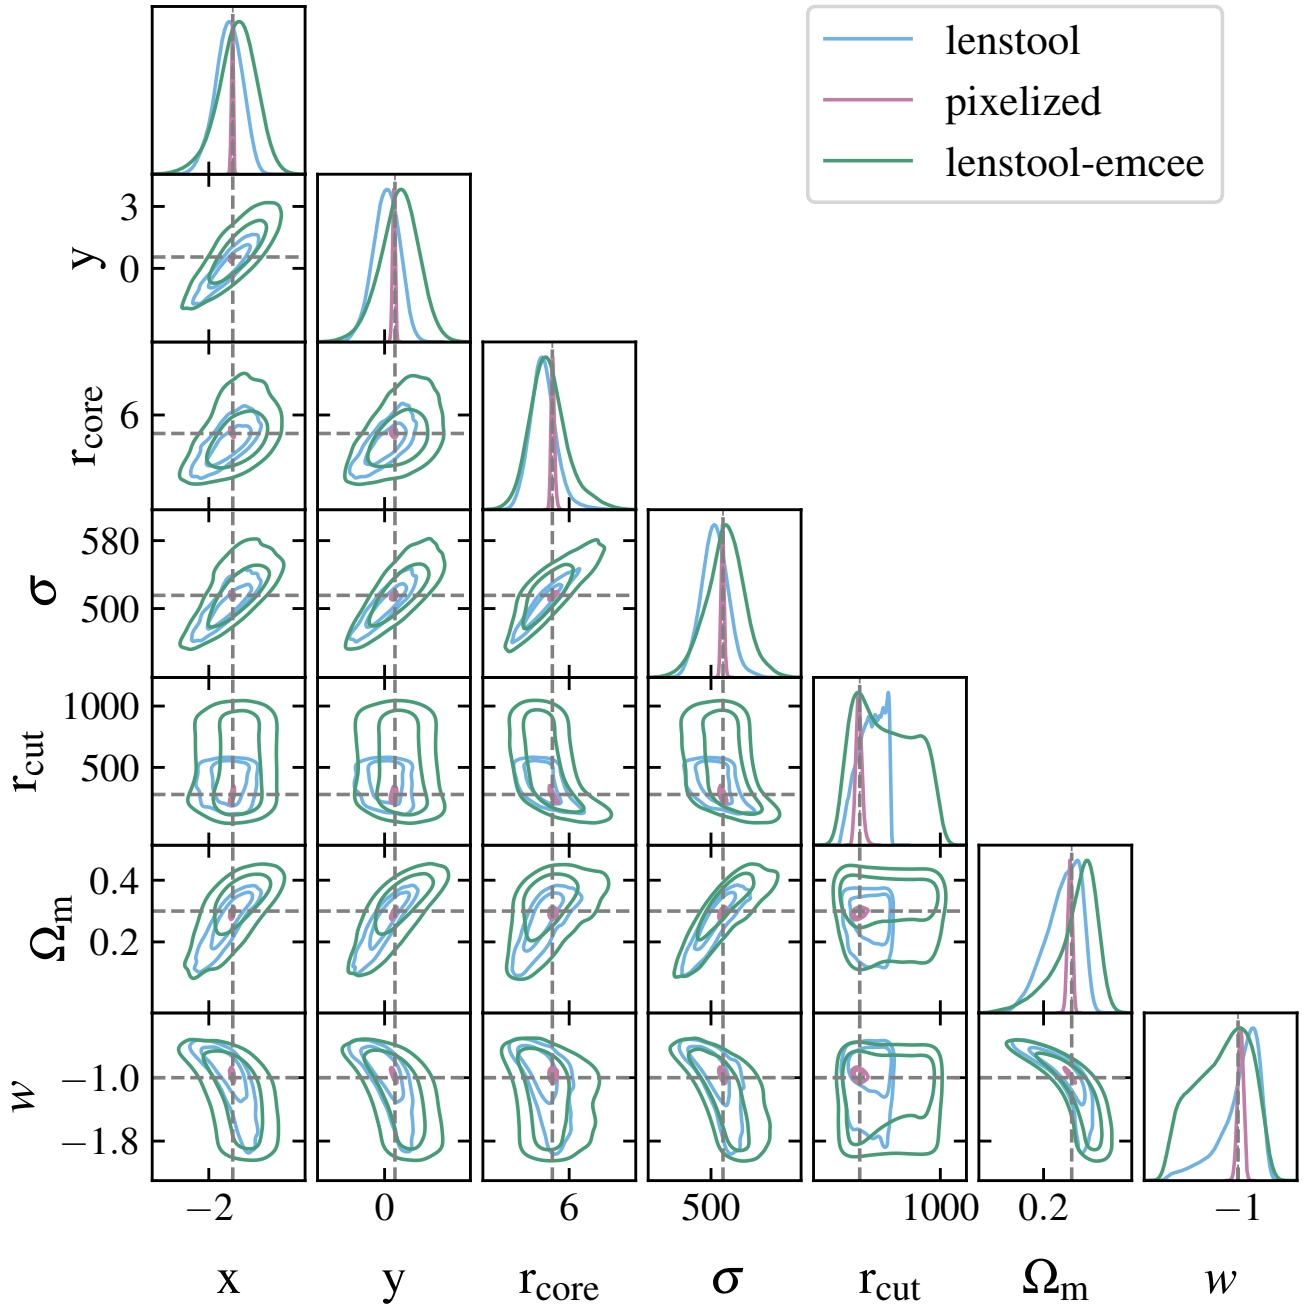 lenstool
pixelized
lenstool-emcee
3
y
0
r_core
6
580
σ
500
1000
r_cut
500
0.4
Ω_m
0.2
w
−1.0
−1.8
−2 0 6 500 1000 0.2 −1
x y r_core σ r_cut Ω_m w